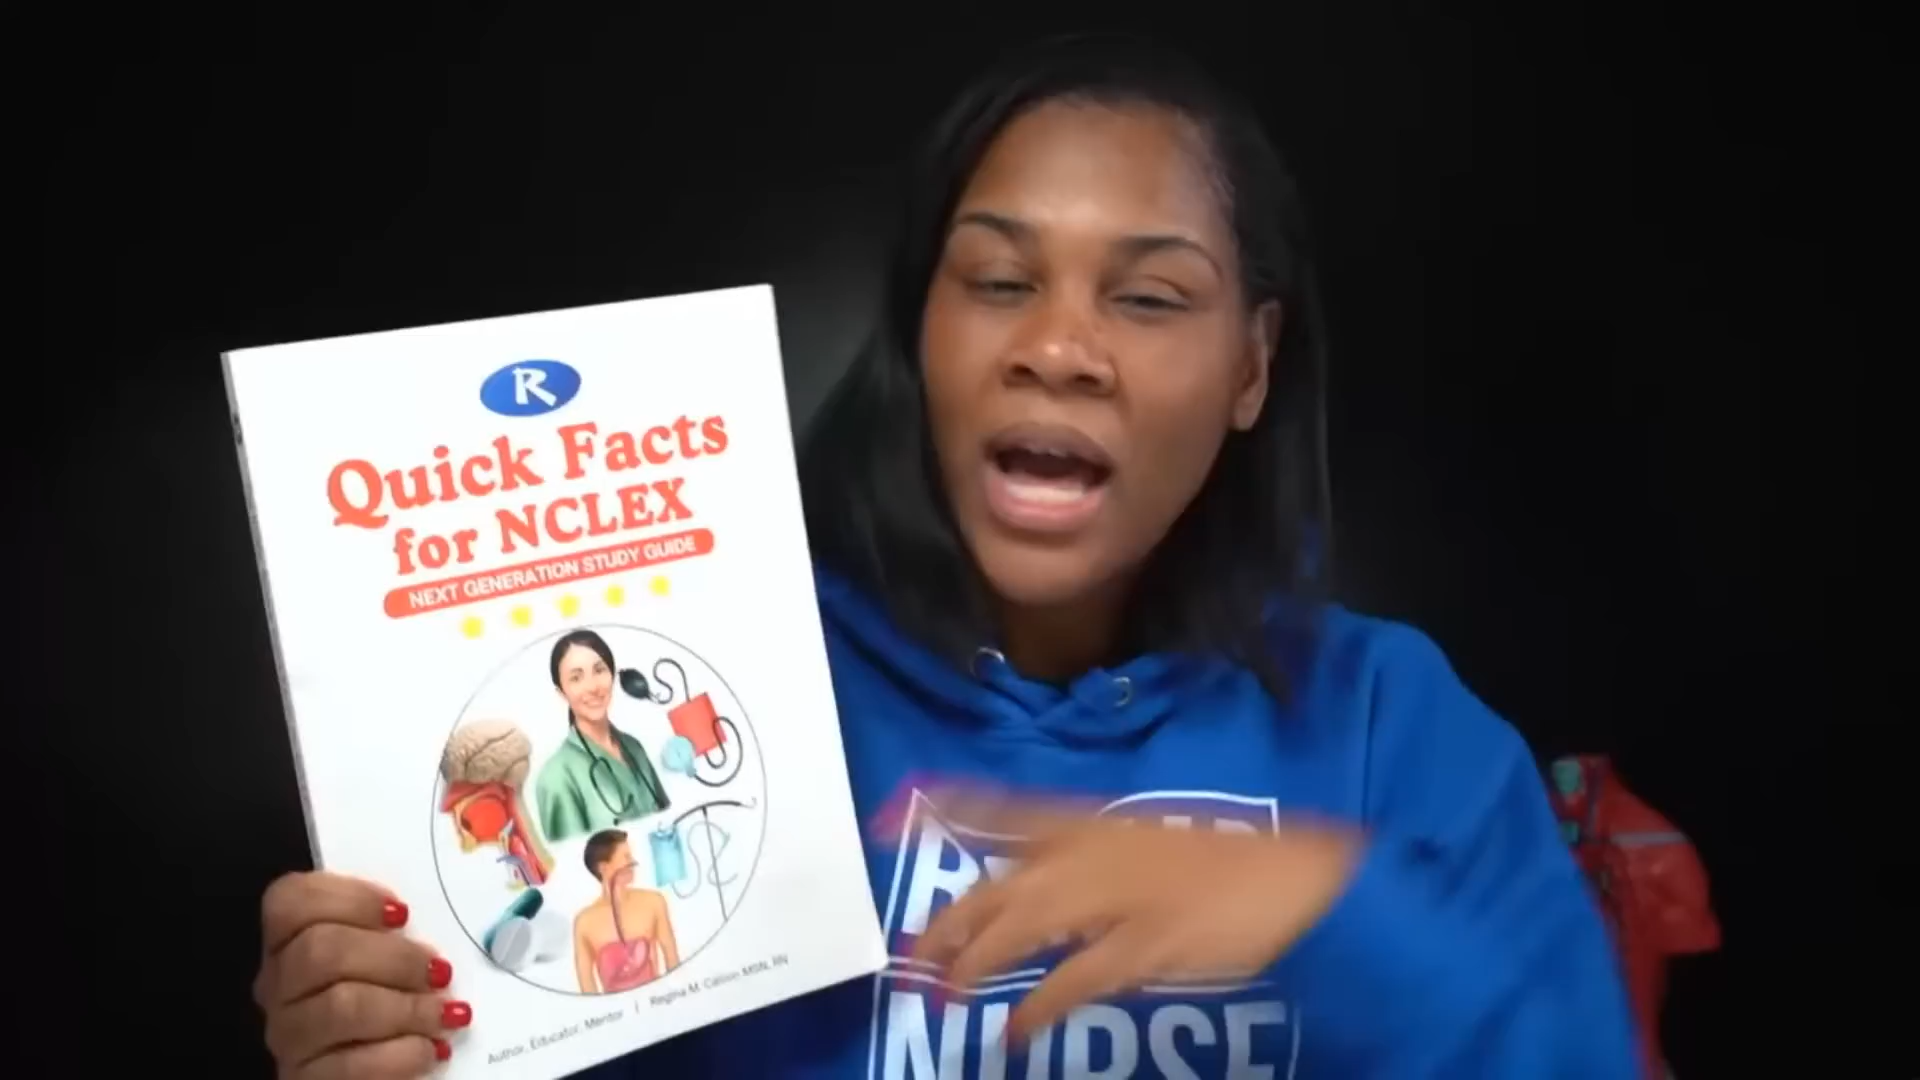 R
Quick Facts
for NCLEX
NEXT GENERATION STUDY GUIDE
Author, Educator, Mentor | Regina M. Callion MSN, RN
NURSE